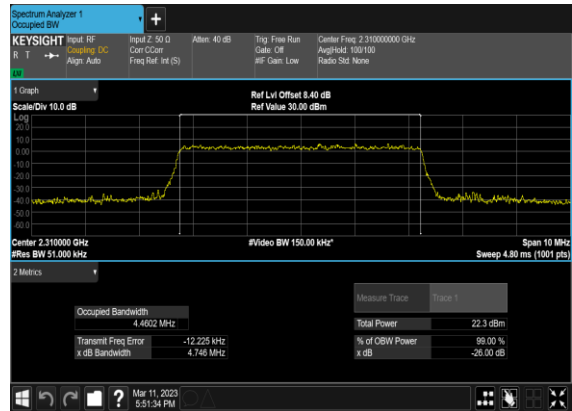 Spectrum Analyzer 1
Occupied BW
+
KEYSIGHT Input: RF Input Z: 50 Ω Atten: 40 dB Trig: Free Run Center Freq: 2.310000000 GHz
R T Coupling: DC Corr CCorr Gate: Off Avg|Hold: 100/100
Align: Auto Freq Ref: Int (S) #IF Gain: Low Radio Std: None
LW
1 Graph
Scale/Div 10.0 dB Ref Lvl Offset 8.40 dB
Ref Value 30.00 dBm
Log
20.0
10.0
0.00
-10.0
-20.0
-30.0
-40.0
-50.0
-60.0
Center 2.310000 GHz #Video BW 150.00 kHz* Span 10 MHz
#Res BW 51.000 kHz Sweep 4.80 ms (1001 pts)
2 Metrics
Measure Trace Trace 1
Occupied Bandwidth
4.4602 MHz Total Power 22.3 dBm
Transmit Freq Error -12.225 kHz % of OBW Power 99.00 %
x dB Bandwidth 4.746 MHz x dB -26.00 dB
? Mar 11, 2023
5:51:34 PM